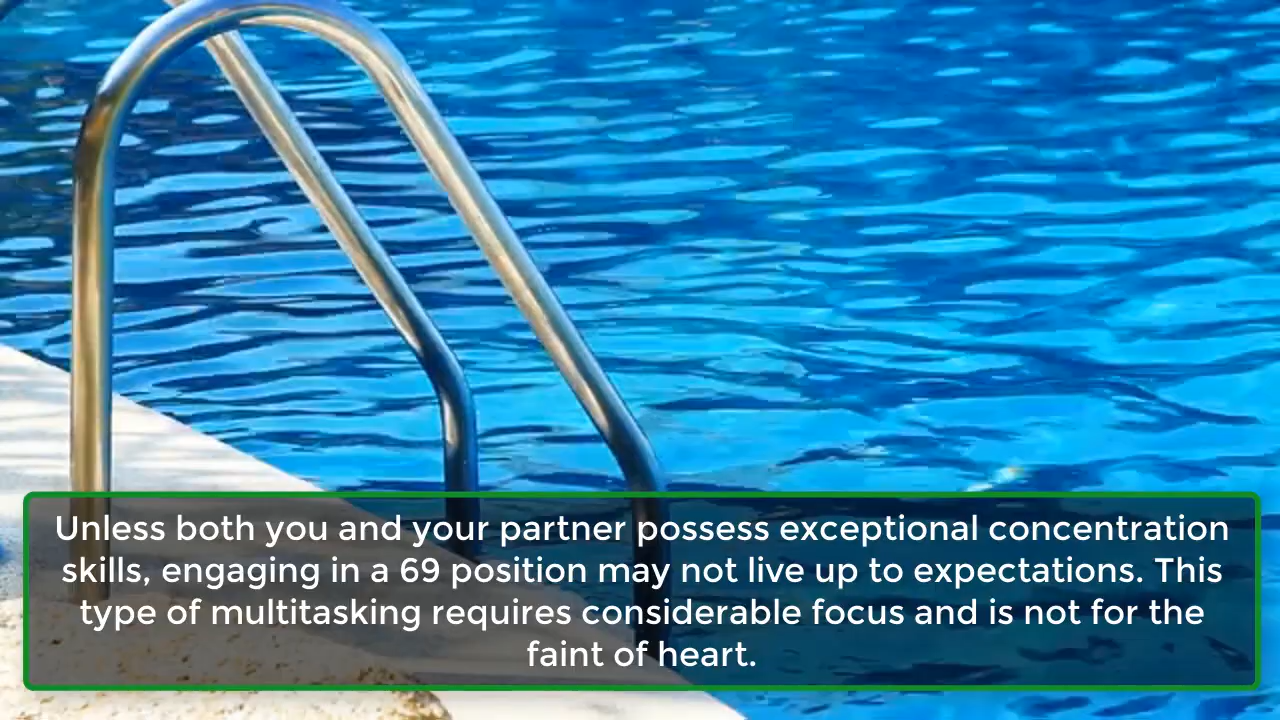 Unless both you and your partner possess exceptional concentration
skills, engaging in a 69 position may not live up to expectations. This
type of multitasking requires considerable focus and is not for the
faint of heart.